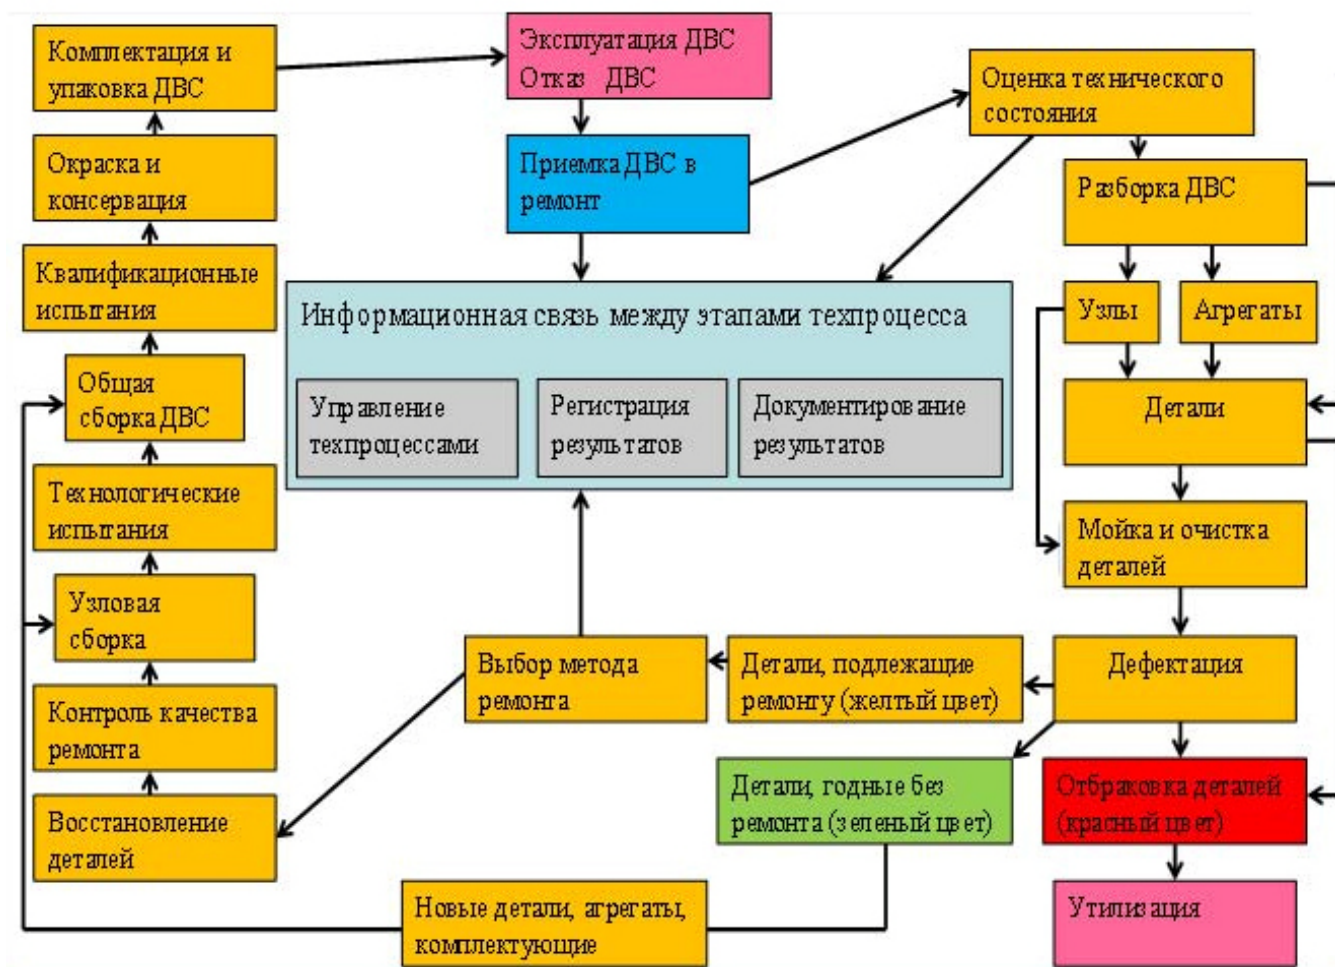 Комплектация и
упаковка ДВС
Эксплуатация ДВС
Отказ ДВС
Оценка технического
состояния
Окраска и
консервация
Приемка ДВС в
ремонт
Разборка ДВС
Квалификационные
испытания
Информационная связь между этапами техпроцесса
Узлы
Агрегаты
Общая
сборка ДВС
Управление
техпроцессами
Регистрация
результатов
Документирование
результатов
Детали
Технологические
испытания
Мойка и очистка
деталей
Узловая
сборка
Выбор метода
ремонта
Детали, подлежащие
ремонту (желтый цвет)
Дефектация
Контроль качества
ремонта
Детали, годные без
ремонта (зеленый цвет)
Отбраковка деталей
(красный цвет)
Восстановление
деталей
Новые детали, агрегаты,
комплектующие
Утилизация